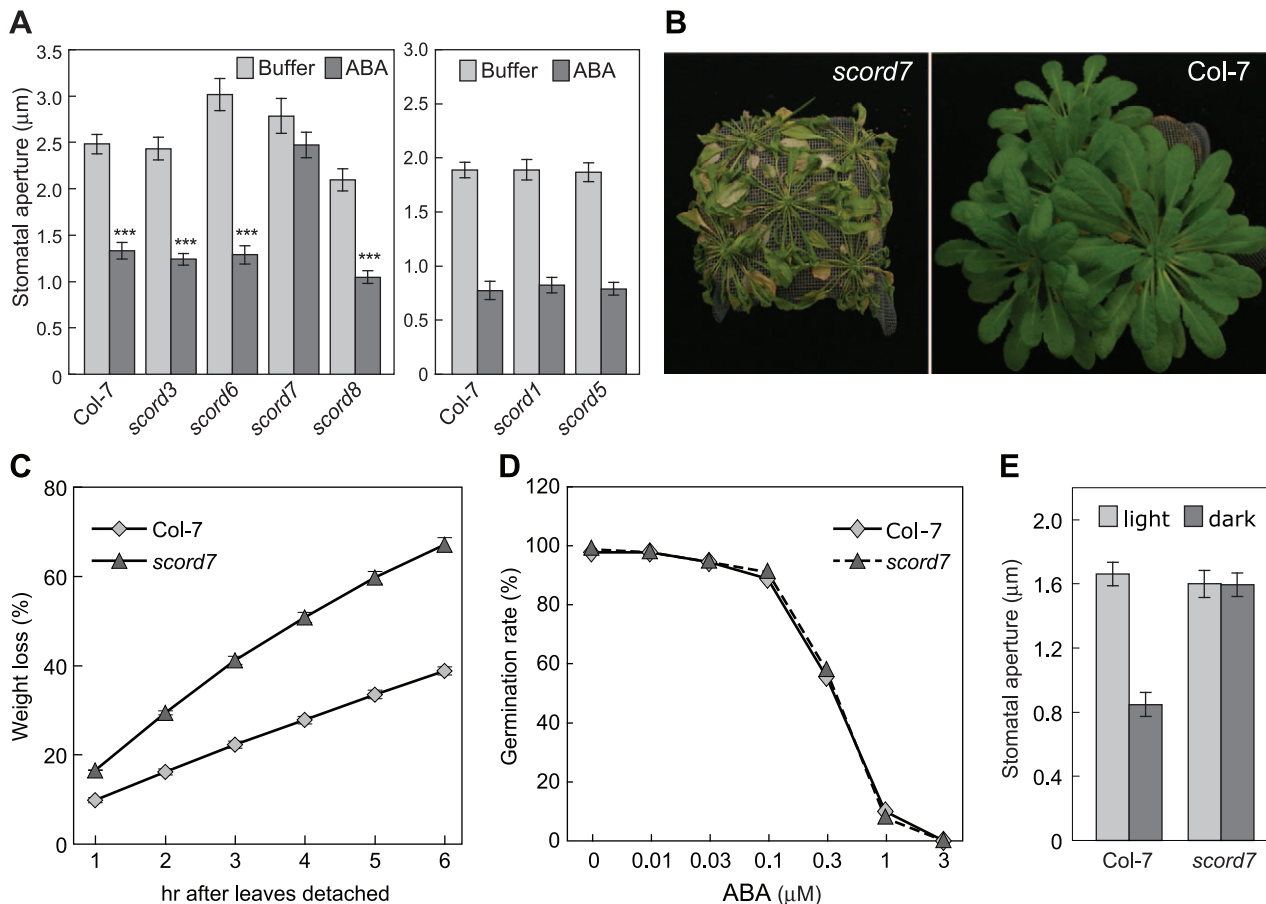 A
Stomatal aperture (μm)
3.5
3.0
2.5
2.0
1.5
1.0
0.5
0
Buffer ABA
*** *** *** ***
Col-7 scord3 scord6 scord7 scord8
3.0
2.5
2.0
1.5
1.0
0.5
0
Buffer ABA
Col-7 scord1 scord5
B
scord7
Col-7
C
Weight loss (%)
80
60
40
20
0
Col-7
scord7
1 2 3 4 5 6
hr after leaves detached
D
Germination rate (%)
120
100
80
60
40
20
0
Col-7
scord7
0 0.01 0.03 0.1 0.3 1 3
ABA (μM)
E
Stomatal aperture (μm)
2.0
1.6
1.2
0.8
0.4
0
light dark
Col-7 scord7